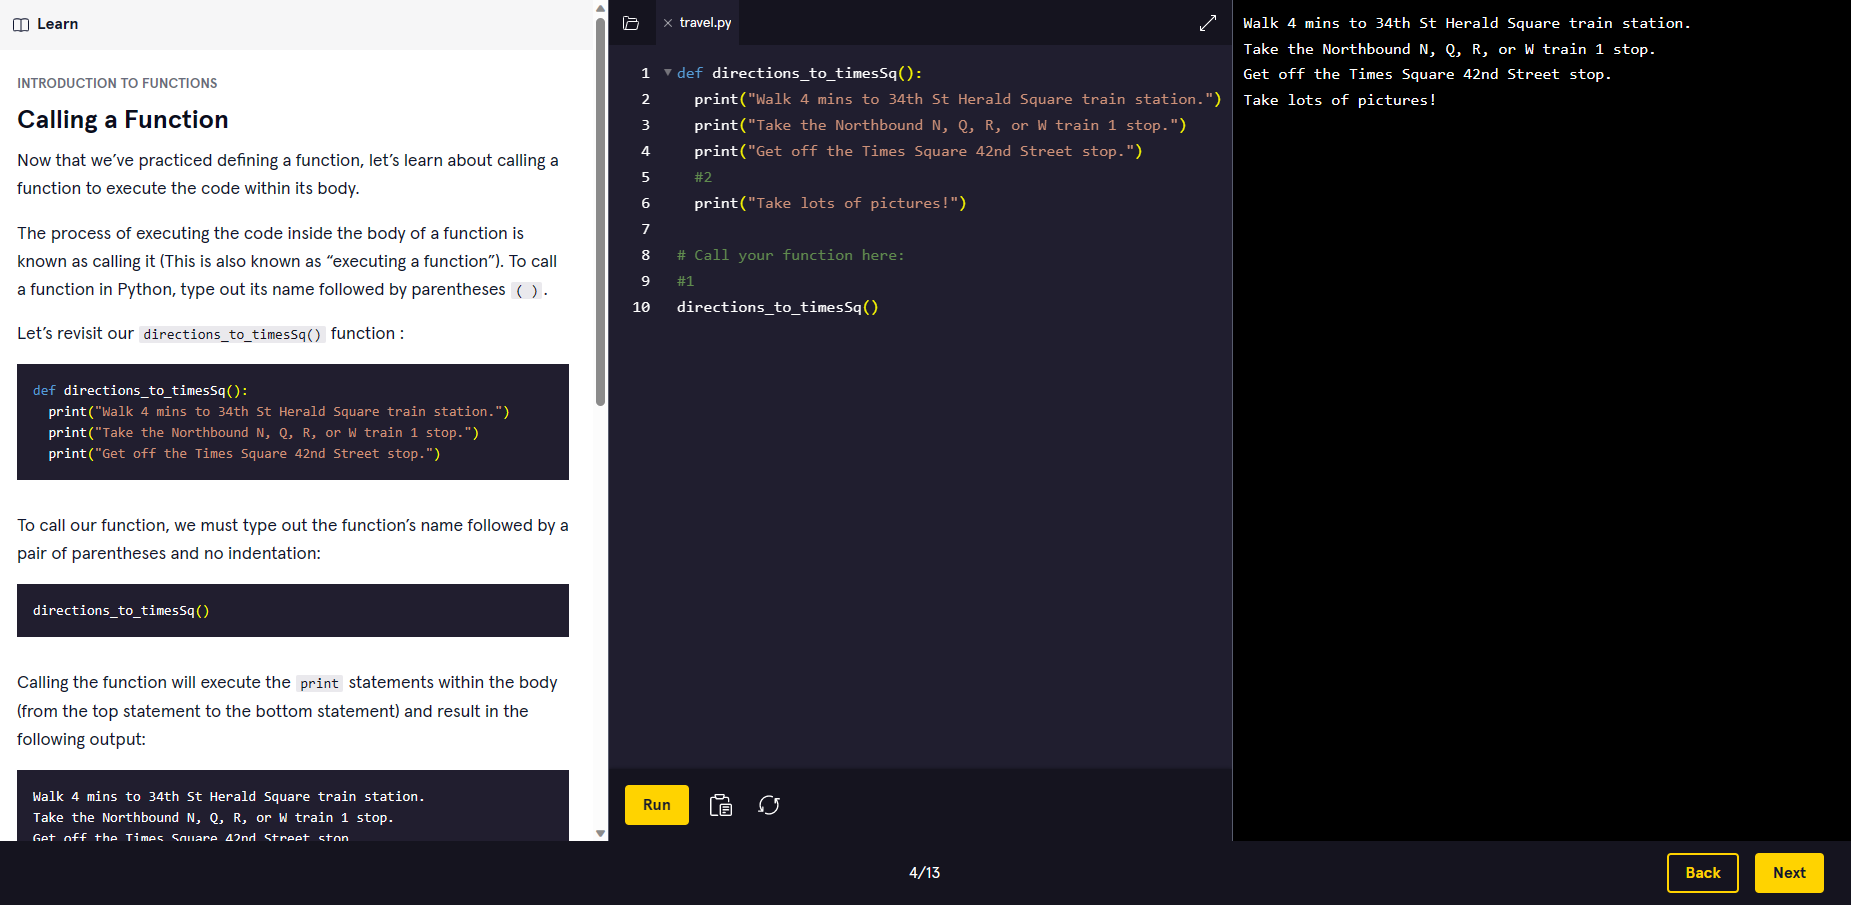 Learn
INTRODUCTION TO FUNCTIONS
Calling a Function
Now that we’ve practiced defining a function, let’s learn about calling a
function to execute the code within its body.
The process of executing the code inside the body of a function is
known as calling it (This is also known as “executing a function”). To call
a function in Python, type out its name followed by parentheses ( ).
Let’s revisit our directions_to_timesSq() function :
def directions_to_timesSq():
  print("Walk 4 mins to 34th St Herald Square train station.")
  print("Take the Northbound N, Q, R, or W train 1 stop.")
  print("Get off the Times Square 42nd Street stop.")
To call our function, we must type out the function’s name followed by a
pair of parentheses and no indentation:
directions_to_timesSq()
Calling the function will execute the print statements within the body
(from the top statement to the bottom statement) and result in the
following output:
Walk 4 mins to 34th St Herald Square train station.
Take the Northbound N, Q, R, or W train 1 stop.
Get off the Times Square 42nd Street stop
travel.py
1 def directions_to_timesSq():
2   print("Walk 4 mins to 34th St Herald Square train station.")
3   print("Take the Northbound N, Q, R, or W train 1 stop.")
4   print("Get off the Times Square 42nd Street stop.")
5   #2
6   print("Take lots of pictures!")
7
8 # Call your function here:
9 #1
10 directions_to_timesSq()
Run
Walk 4 mins to 34th St Herald Square train station.
Take the Northbound N, Q, R, or W train 1 stop.
Get off the Times Square 42nd Street stop.
Take lots of pictures!
4/13
Back
Next